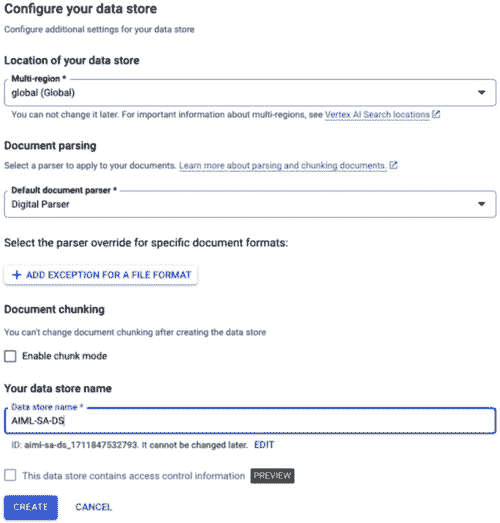 Configure your data store
Configure additional settings for your data store
Location of your data store
Multi-region *
global (Global)
You can not change it later. For important information about multi-regions, see Vertex AI Search locations
Document parsing
Select a parser to apply to your documents. Learn more about parsing and chunking documents.
Default document parser *
Digital Parser
Select the parser override for specific document formats:
+ ADD EXCEPTION FOR A FILE FORMAT
Document chunking
You can't change document chunking after creating the data store
Enable chunk mode
Your data store name
Data store name *
AIML-SA-DS
ID: aiml-sa-ds_1711847532793. It cannot be changed later. EDIT
This data store contains access control information PREVIEW
CREATE CANCEL